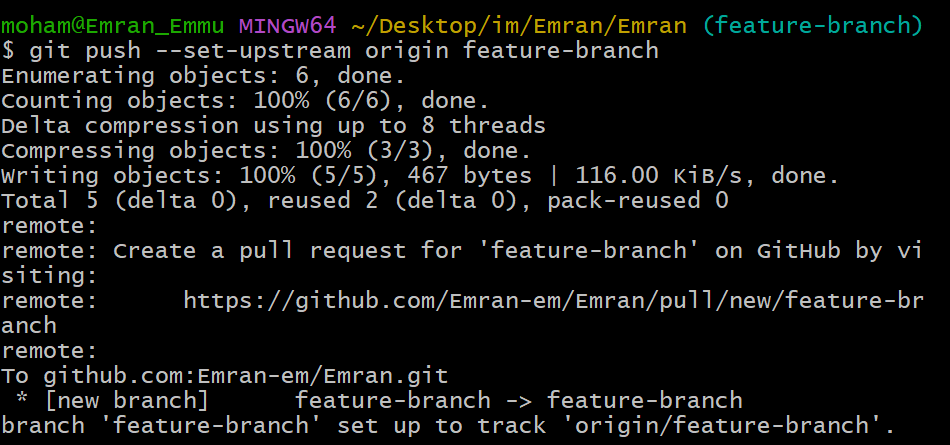 moham@Emran_Emmu MINGW64 ~/Desktop/im/Emran/Emran (feature-branch)
$ git push --set-upstream origin feature-branch
Enumerating objects: 6, done.
Counting objects: 100% (6/6), done.
Delta compression using up to 8 threads
Compressing objects: 100% (3/3), done.
Writing objects: 100% (5/5), 467 bytes | 116.00 KiB/s, done.
Total 5 (delta 0), reused 2 (delta 0), pack-reused 0
remote:
remote: Create a pull request for 'feature-branch' on GitHub by vi
siting:
remote:      https://github.com/Emran-em/Emran/pull/new/feature-br
anch
remote:
To github.com:Emran-em/Emran.git
 * [new branch]      feature-branch -> feature-branch
branch 'feature-branch' set up to track 'origin/feature-branch'.